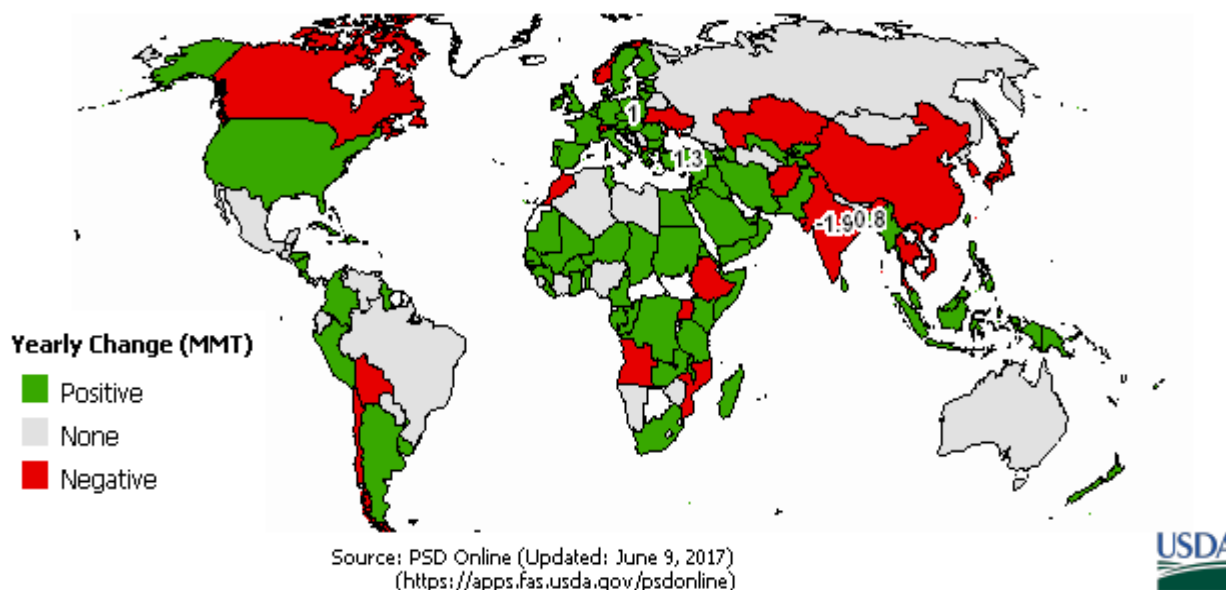 1
1.3
-1.9
0.8
Yearly Change (MMT)
Positive
None
Negative
Source: PSD Online (Updated: June 9, 2017)
(https://apps.fas.usda.gov/psdonline)
USDA